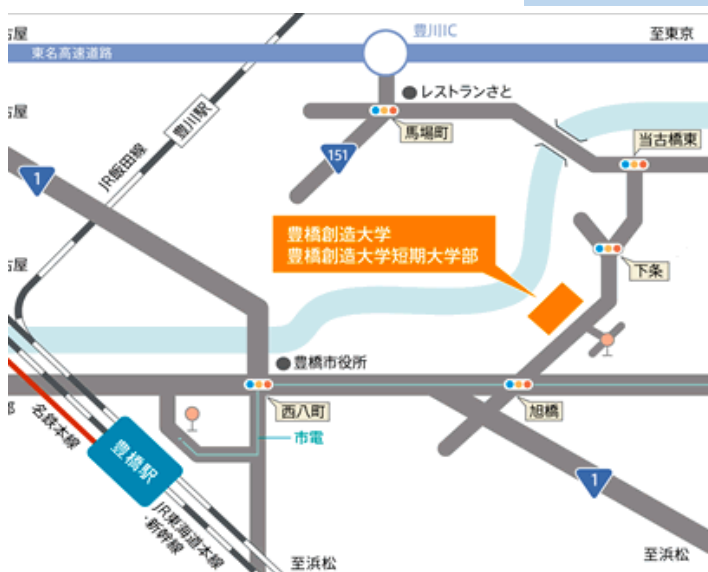 豊川IC
至東京
東名高速道路
レストランさと
豊川駅
馬場町
当古橋東
151
JR飯田線
1
豊橋創造大学
豊橋創造大学短期大学部
下条
豊橋市役所
西八町
旭橋
名鉄本線
市電
豊橋駅
1
JR東海道本線
・新幹線
至浜松
至浜松